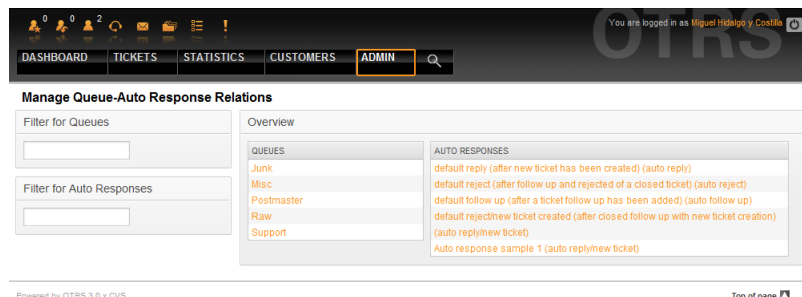 0 0 2
You are logged in as Miguel Hidalgo y Costilla
OTRS
DASHBOARD TICKETS STATISTICS CUSTOMERS ADMIN
Manage Queue-Auto Response Relations
Filter for Queues
Filter for Auto Responses
Overview
QUEUES
Junk
Misc
Postmaster
Raw
Support
AUTO RESPONSES
default reply (after new ticket has been created) (auto reply)
default reject (after follow up and rejected of a closed ticket) (auto reject)
default follow up (after a ticket follow up has been added) (auto follow up)
default reject/new ticket created (after closed follow up with new ticket creation)
(auto reply/new ticket)
Auto response sample 1 (auto reply/new ticket)
Powered by OTRS 3.0.x CVS
Top of page